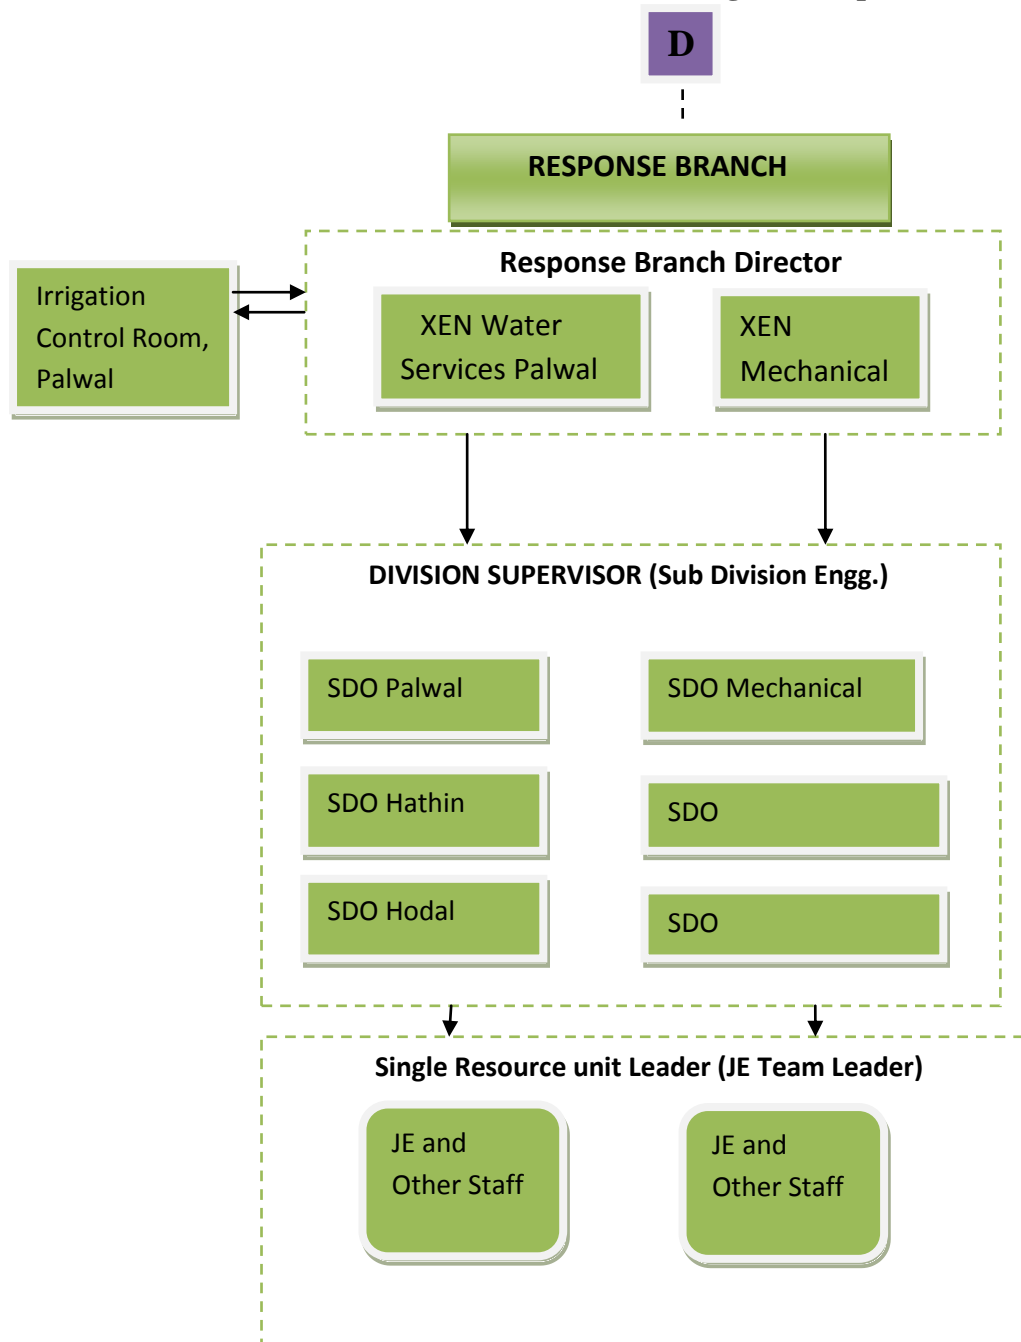 D
RESPONSE BRANCH
Response Branch Director
Irrigation
Control Room,
Palwal
XEN Water
Services Palwal
XEN
Mechanical
DIVISION SUPERVISOR (Sub Division Engg.)
SDO Palwal
SDO Mechanical
SDO Hathin
SDO
SDO Hodal
SDO
Single Resource unit Leader (JE Team Leader)
JE and
Other Staff
JE and
Other Staff